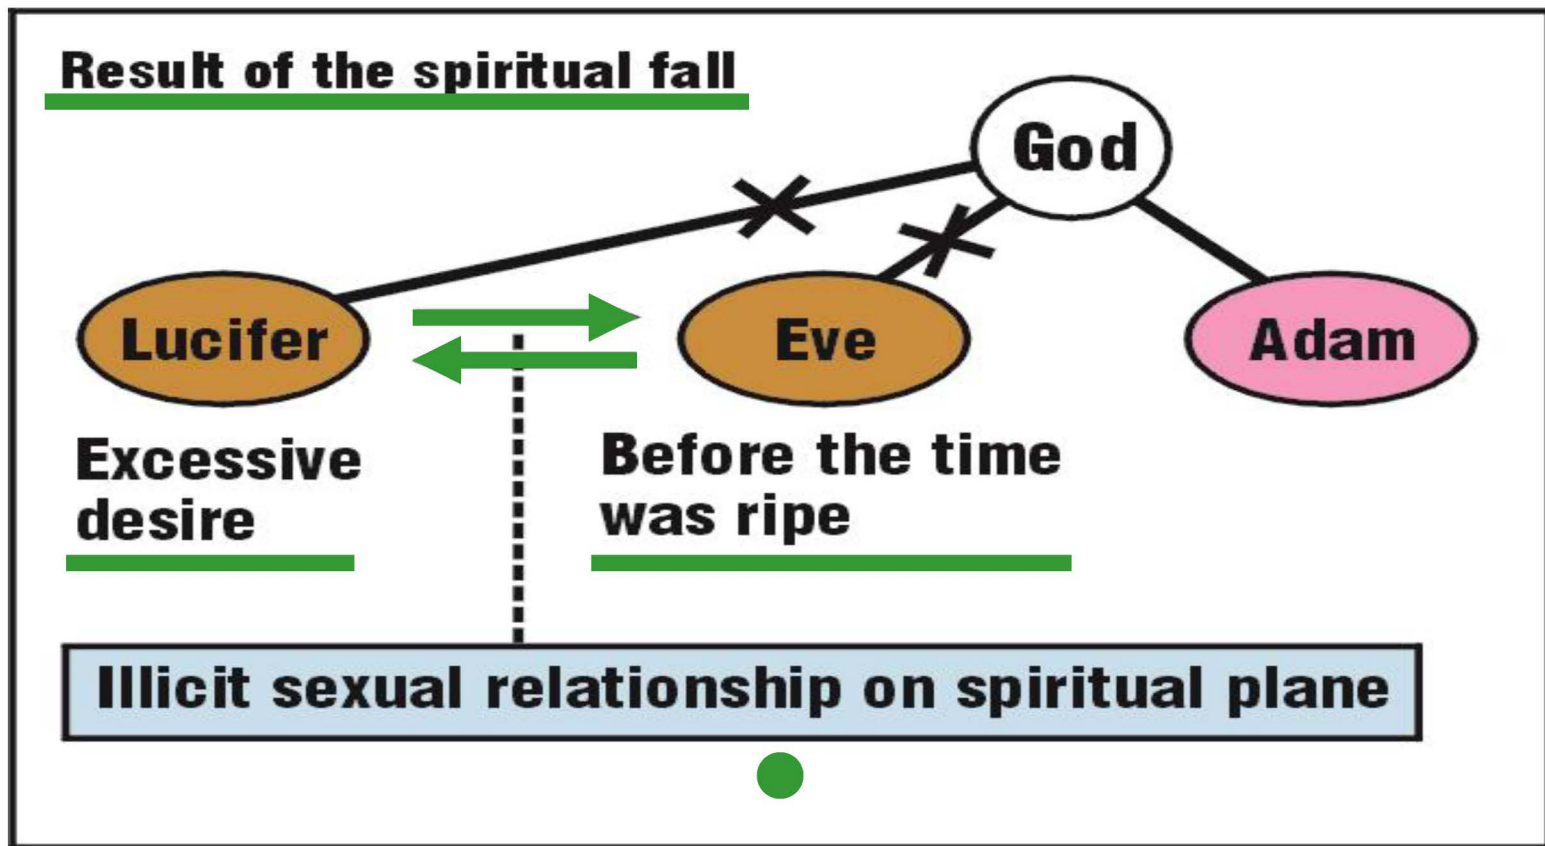 Result of the spiritual fall
God
Lucifer
Eve
Adam
Excessive
desire
Before the time
was ripe
Illicit sexual relationship on spiritual plane